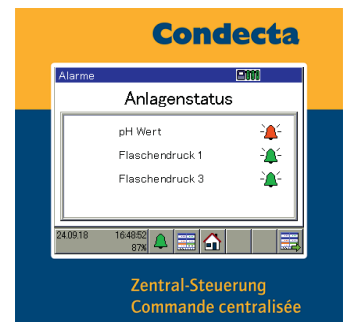 Condecta
Alarme
Anlagenstatus
pH Wert
Flaschendruck 1
Flaschendruck 3
24.09.18 16:48:52
87%
Zentral-Steuerung
Commande centralisée